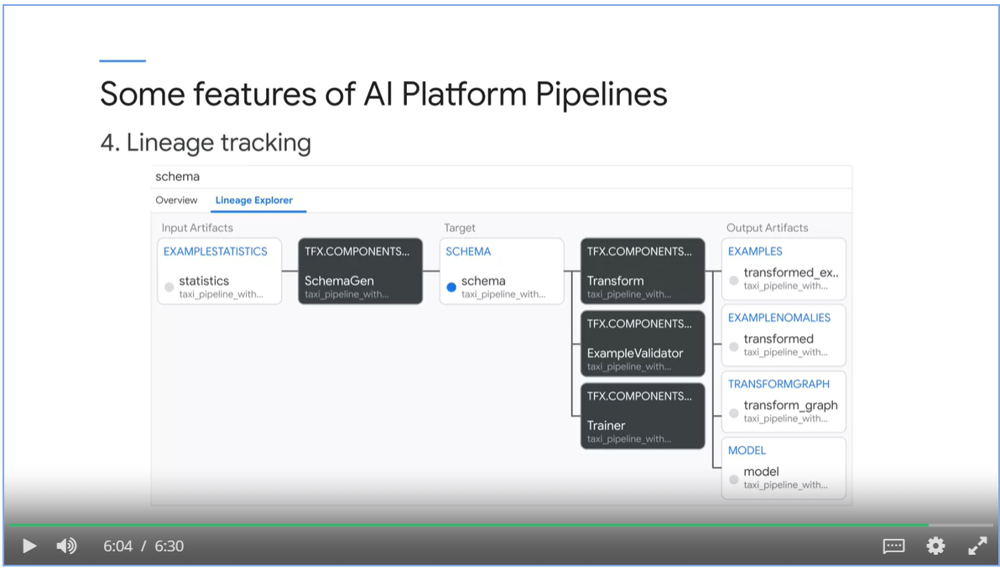 Some features of AI Platform Pipelines
4. Lineage tracking
schema
Overview Lineage Explorer
Input Artifacts
EXAMPLESTATISTICS
statistics
taxi_pipeline_with...
TFX.COMPONENTS...
SchemaGen
taxi_pipeline_with...
Target
SCHEMA
schema
taxi_pipeline_with...
TFX.COMPONENTS...
Transform
taxi_pipeline_with...
TFX.COMPONENTS...
ExampleValidator
taxi_pipeline_with...
TFX.COMPONENTS...
Trainer
taxi_pipeline_with...
Output Artifacts
EXAMPLES
transformed_ex..
taxi_pipeline_with...
EXAMPLENOMALIES
transformed
taxi_pipeline_with...
TRANSFORMGRAPH
transform_graph
taxi_pipeline_with...
MODEL
model
taxi_pipeline_with...
6:04 / 6:30